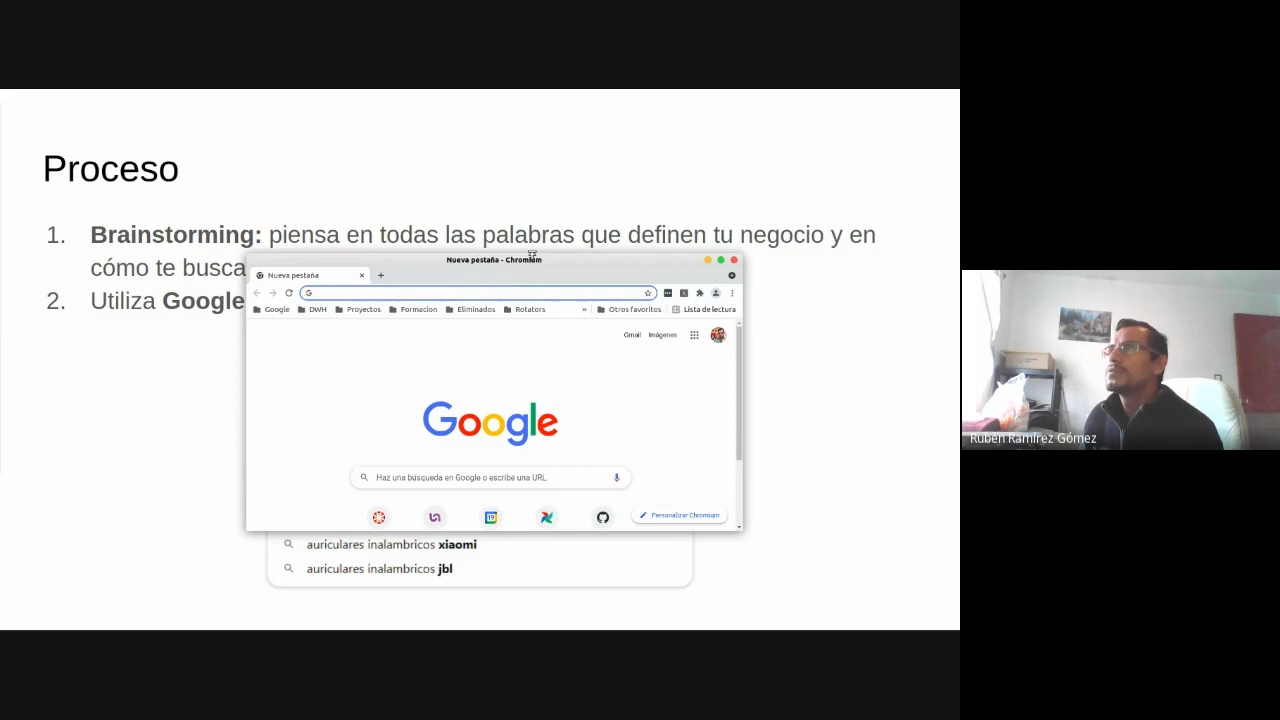 Proceso
1. Brainstorming: piensa en todas las palabras que definen tu negocio y en
cómo te busca
2. Utiliza Google
Nueva pestaña - Chromium
Nueva pestaña
Google DWH Proyectos Formacion Eliminados Rotators » Otros favoritos Lista de lectura
Gmail Imágenes
Google
Haz una búsqueda en Google o escribe una URL
19
Personalizar Chromium
auriculares inalambricos xiaomi
auriculares inalambricos jbl
Rubén Ramírez Gómez